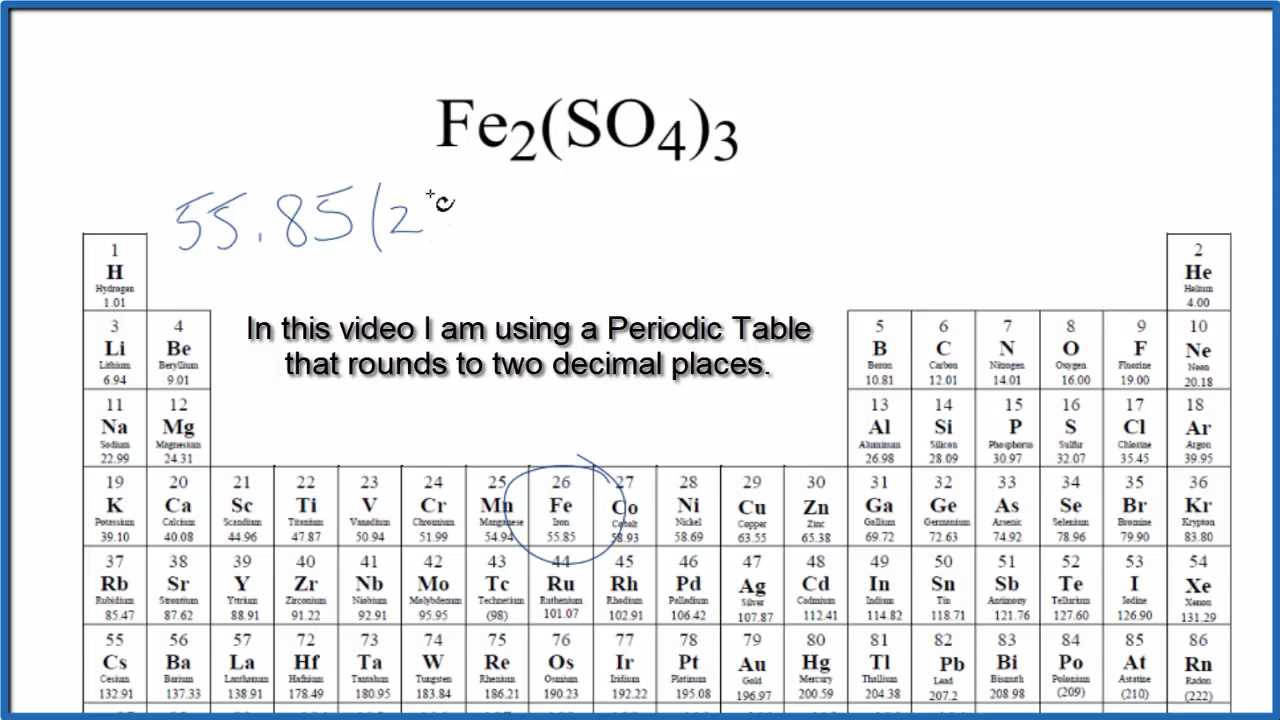 Fe2(SO4)3
55.85(2
1 2
H He
Hydrogen Helium
1.01 4.00
In this video I am using a Periodic Table
that rounds to two decimal places.
3 4 5 6 7 8 9 10
Li Be B C N O F Ne
Lithium Beryllium Boron Carbon Nitrogen Oxygen Fluorine Neon
6.94 9.01 10.81 12.01 14.01 16.00 19.00 20.18
11 12 13 14 15 16 17 18
Na Mg Al Si P S Cl Ar
Sodium Magnesium Aluminum Silicon Phosphorus Sulfur Chlorine Argon
22.99 24.31 26.98 28.09 30.97 32.07 35.45 39.95
19 20 21 22 23 24 25 26 27 28 29 30 31 32 33 34 35 36
K Ca Sc Ti V Cr Mn Fe Co Ni Cu Zn Ga Ge As Se Br Kr
Potassium Calcium Scandium Titanium Vanadium Chromium Manganese Iron Cobalt Nickel Copper Zinc Gallium Germanium Arsenic Selenium Bromine Krypton
39.10 40.08 44.96 47.87 50.94 51.99 54.94 55.85 58.93 58.69 63.55 65.38 69.72 72.63 74.92 78.96 79.90 83.80
37 38 39 40 41 42 43 44 45 46 47 48 49 50 51 52 53 54
Rb Sr Y Zr Nb Mo Tc Ru Rh Pd Ag Cd In Sn Sb Te I Xe
Rubidium Strontium Yttrium Zirconium Niobium Molybdenum Technetium Ruthenium Rhodium Palladium Silver Cadmium Indium Tin Antimony Tellurium Iodine Xenon
85.47 87.62 88.91 91.22 92.91 95.95 (98) 101.07 102.91 106.42 107.87 112.41 114.82 118.71 121.76 127.60 126.90 131.29
55 56 57 72 73 74 75 76 77 78 79 80 81 82 83 84 85 86
Cs Ba La Hf Ta W Re Os Ir Pt Au Hg Tl Pb Bi Po At Rn
Cesium Barium Lanthanum Hafnium Tantalum Tungsten Rhenium Osmium Iridium Platinum Gold Mercury Thallium Lead Bismuth Polonium Astatine Radon
132.91 137.33 138.91 178.49 180.95 183.84 186.21 190.23 192.22 195.08 196.97 200.59 204.38 207.2 208.98 (209) (210) (222)